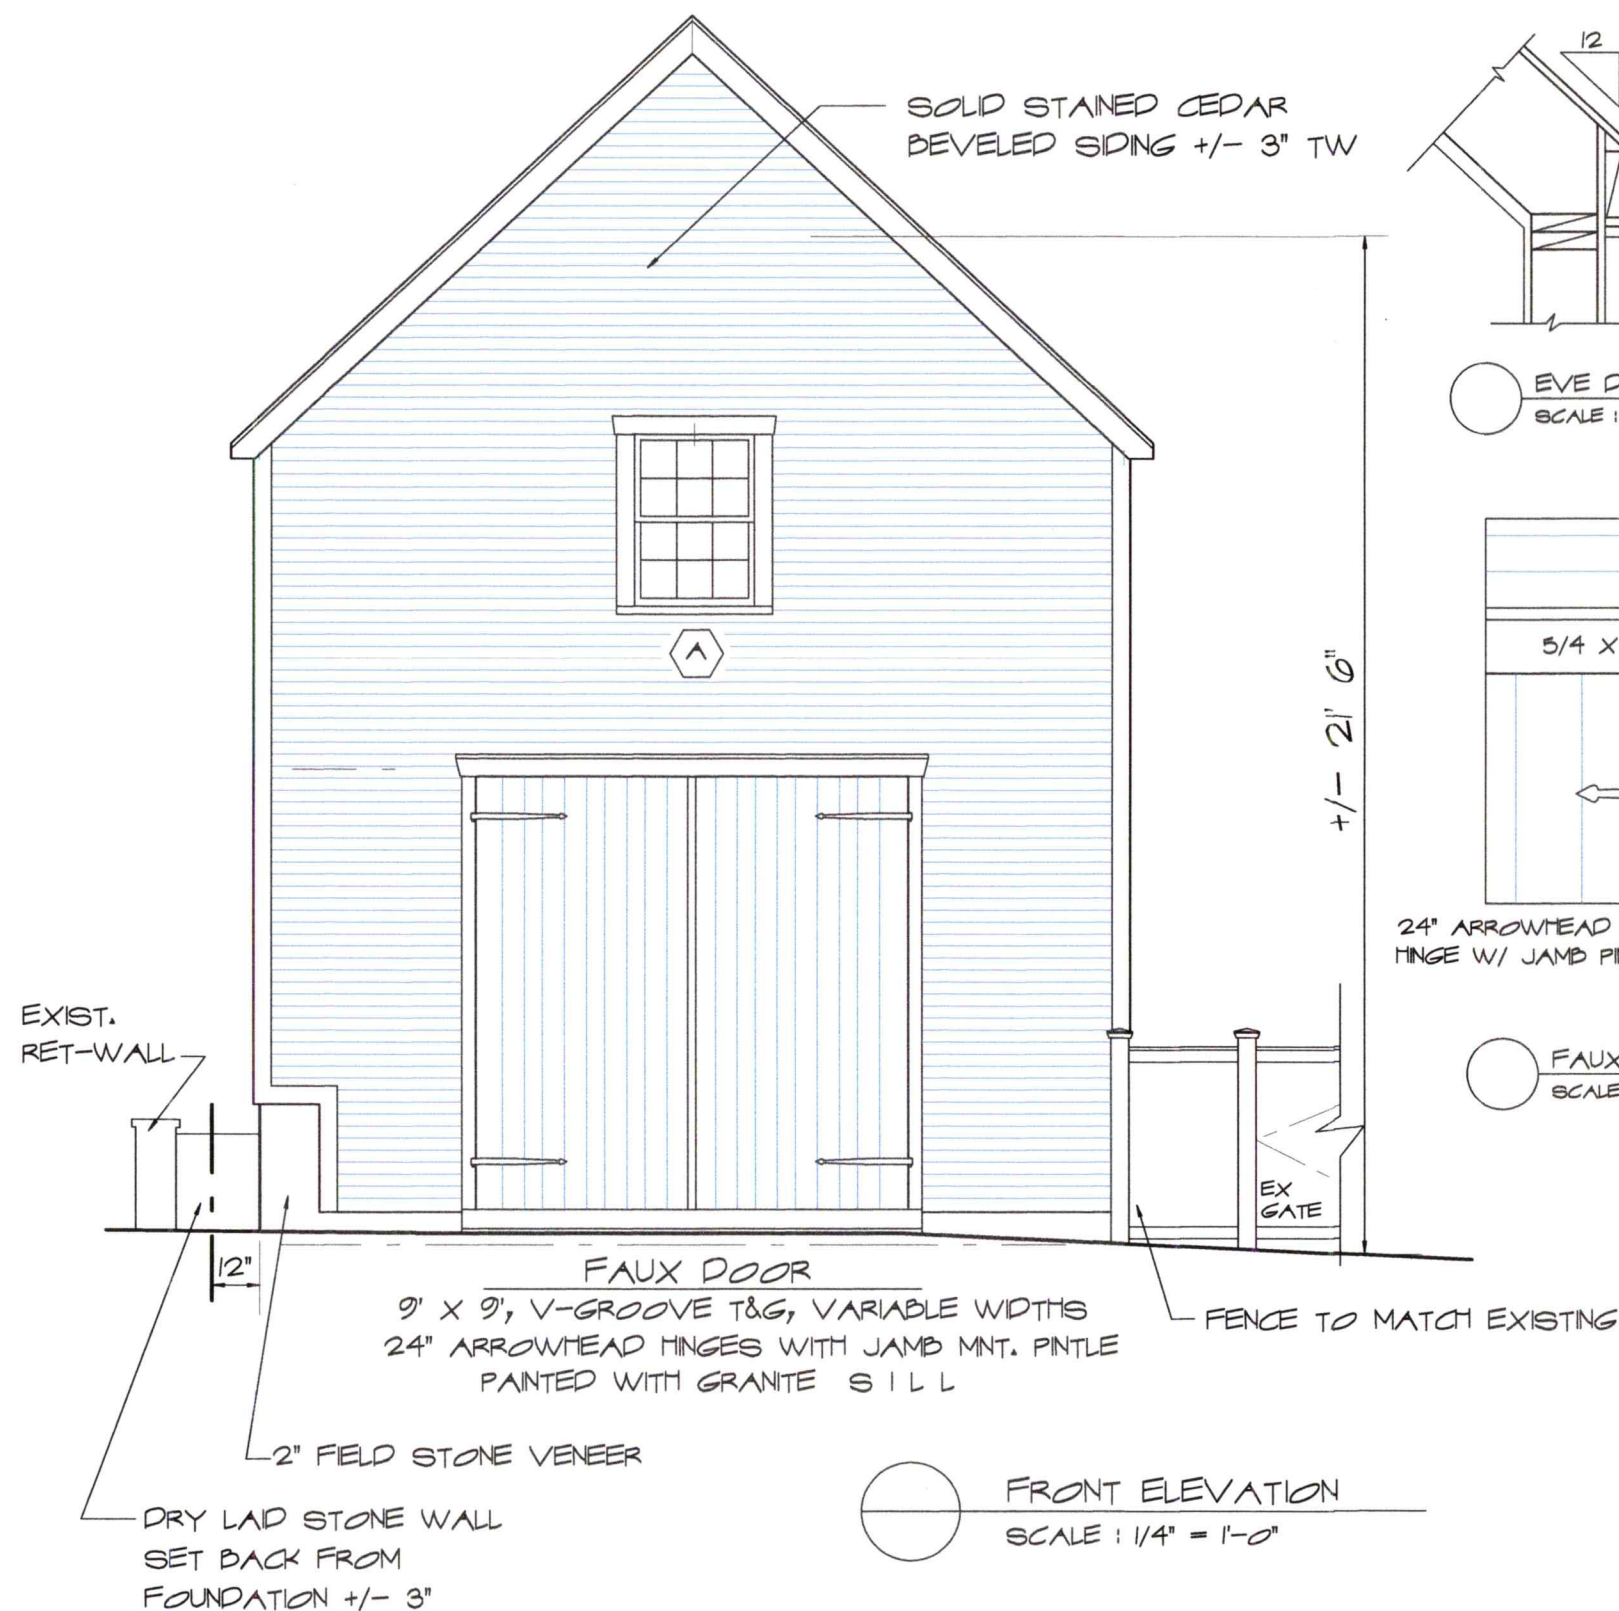 SOLID STAINED CEDAR
BEVELED SIDING +/- 3" TW
12
EVE D
SCALE :
A
+/- 21' 6"
5/4 X
24" ARROWHEAD
HINGE W/ JAMB PI
EXIST.
RET-WALL
FAUX
SCALE
EX
GATE
12"
FAUX DOOR
9' X 9', V-GROOVE T&G, VARIABLE WIDTHS
24" ARROWHEAD HINGES WITH JAMB MNT. PINTLE
PAINTED WITH GRANITE S I L L
FENCE TO MATCH EXISTING
2" FIELD STONE VENEER
DRY LAID STONE WALL
SET BACK FROM
FOUNDATION +/- 3"
FRONT ELEVATION
SCALE : 1/4" = 1'-0"